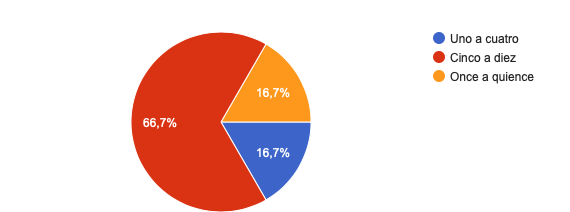 Uno a cuatro
Cinco a diez
Once a quience
16,7%
66,7%
16,7%